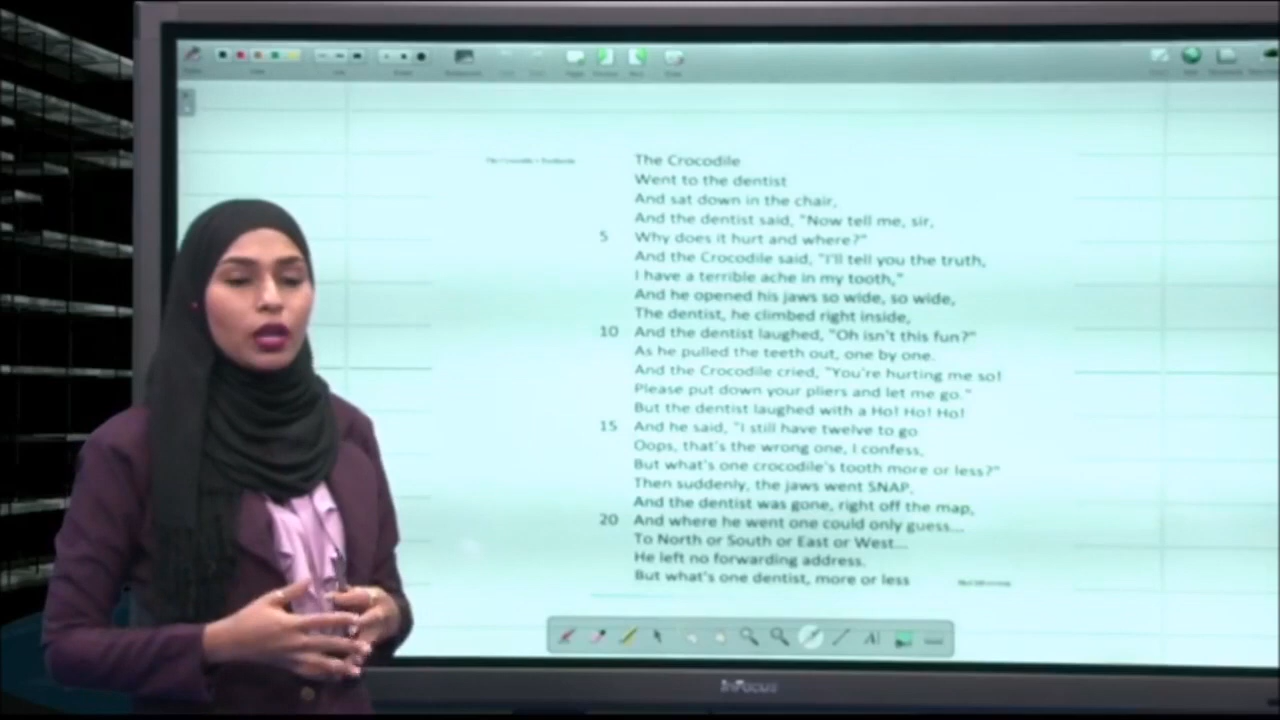 The Crocodile
Went to the dentist
And sat down in the chair,
And the dentist said, "Now tell me, sir,
5 Why does it hurt and where?"
And the Crocodile said, "I'll tell you the truth,
I have a terrible ache in my tooth,"
And he opened his jaws so wide, so wide,
The dentist, he climbed right inside,
10 And the dentist laughed, "Oh isn't this fun?"
As he pulled the teeth out, one by one.
And the Crocodile cried, "You're hurting me so!
Please put down your pliers and let me go."
But the dentist laughed with a Ho! Ho! Ho!
15 And he said, "I still have twelve to go
Oops, that's the wrong one, I confess,
But what's one crocodile's tooth more or less?"
Then suddenly, the jaws went SNAP,
And the dentist was gone, right off the map,
20 And where he went one could only guess...
To North or South or East or West...
He left no forwarding address.
But what's one dentist, more or less
InFocus